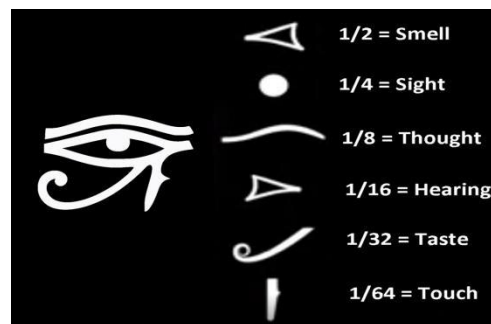 1/2 = Smell
1/4 = Sight
1/8 = Thought
1/16 = Hearing
1/32 = Taste
1/64 = Touch